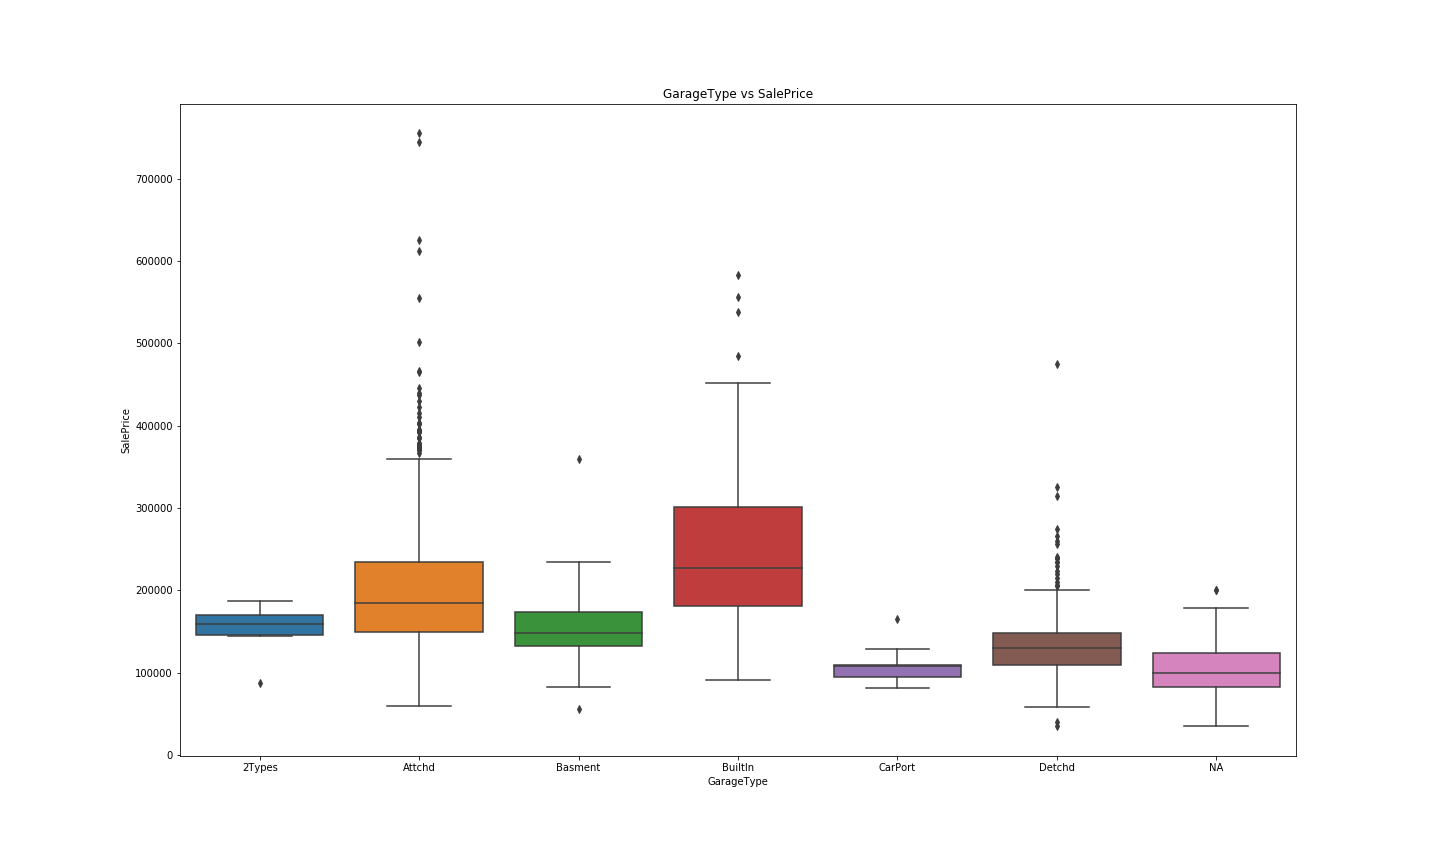 GarageType vs SalePrice
700000
600000
500000
400000
300000
200000
100000
0
SalePrice
2Types
Attchd
Basment
BuiltIn
CarPort
Detchd
NA
GarageType